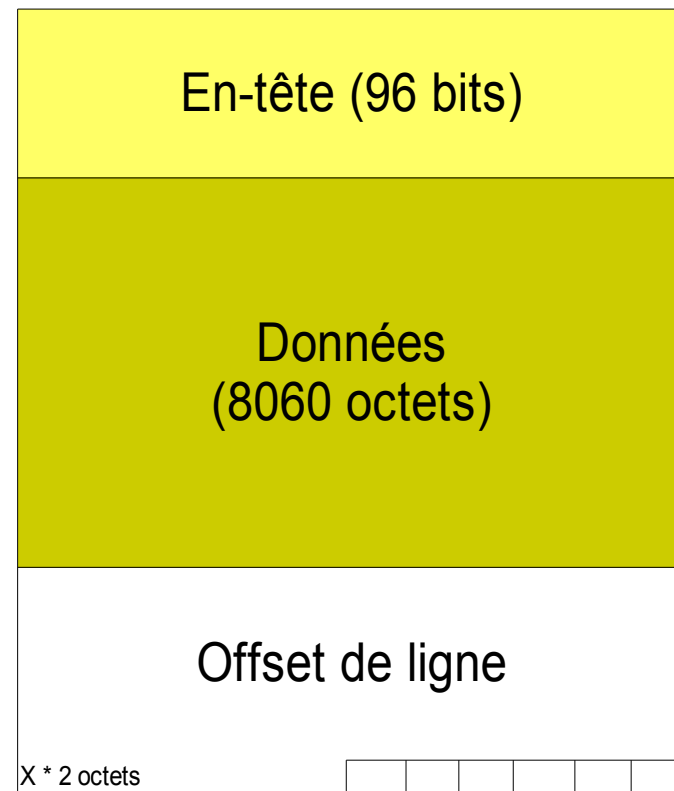 En-tête (96 bits)
Données
(8060 octets)
Offset de ligne
X * 2 octets